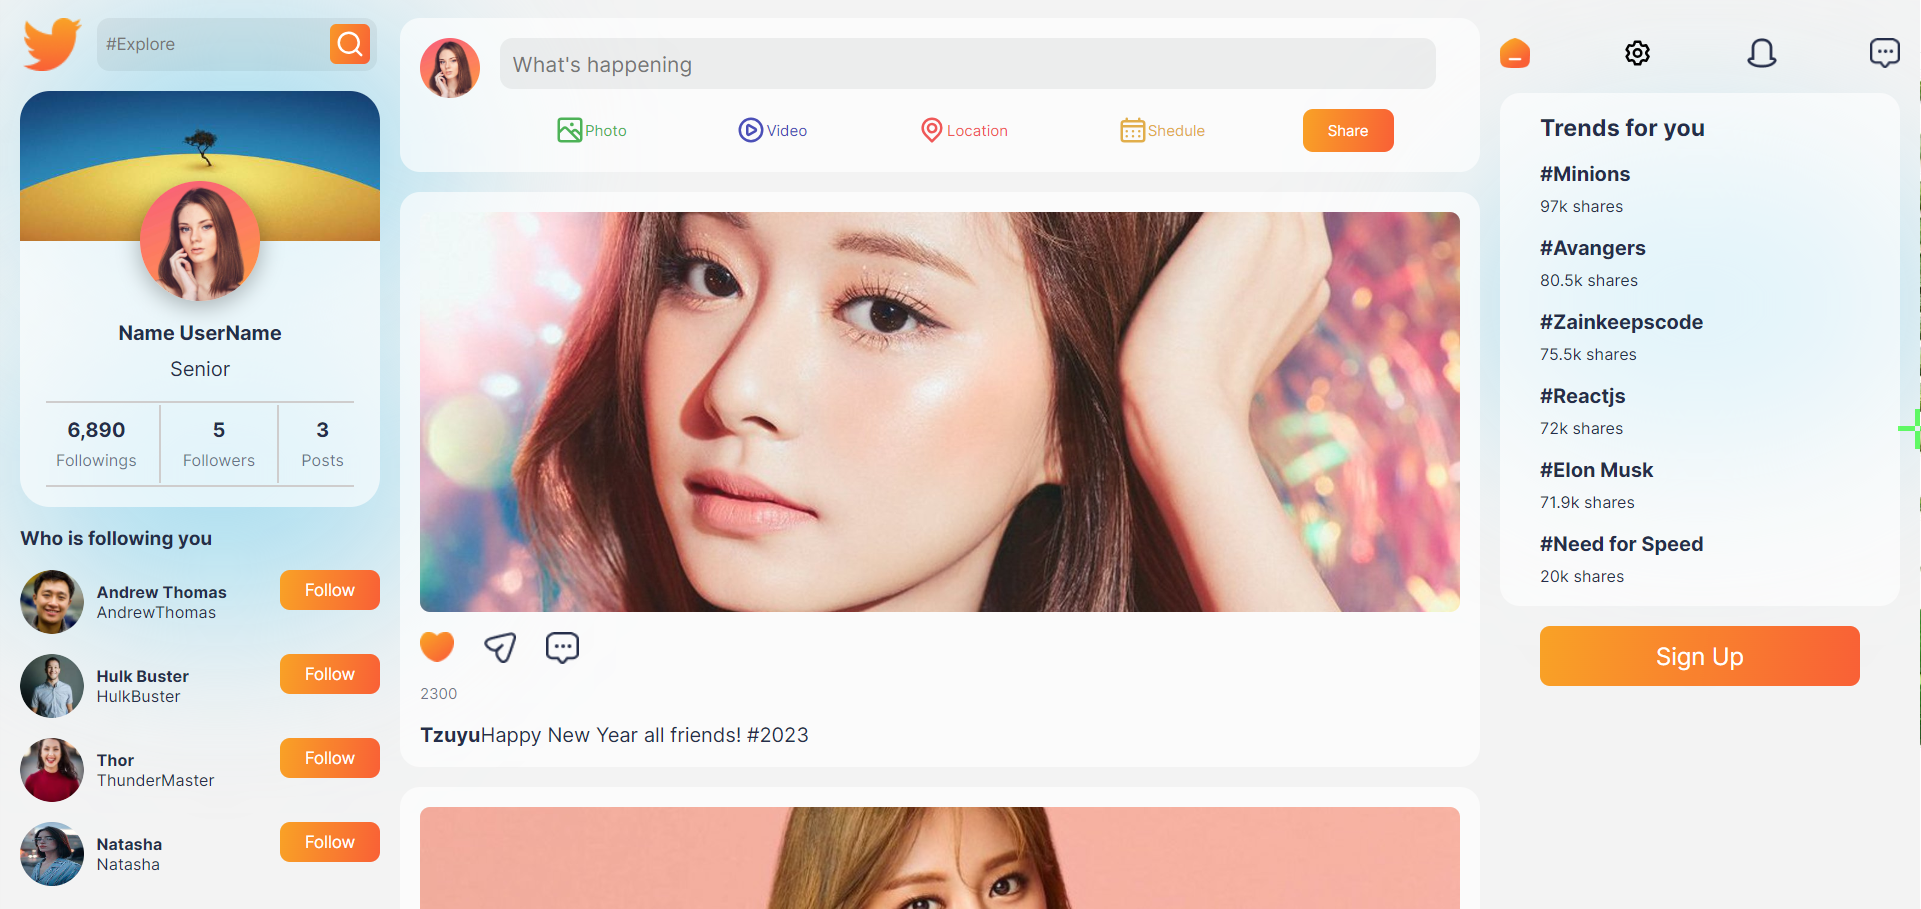 #Explore
Name UserName
Senior
6,890
Followings
5
Followers
3
Posts
Who is following you
Andrew Thomas
AndrewThomas
Follow
Hulk Buster
HulkBuster
Follow
Thor
ThunderMaster
Follow
Natasha
Natasha
Follow
What's happening
Photo
Video
Location
Shedule
Share
2300
TzuyuHappy New Year all friends! #2023
Trends for you
#Minions
97k shares
#Avangers
80.5k shares
#Zainkeepscode
75.5k shares
#Reactjs
72k shares
#Elon Musk
71.9k shares
#Need for Speed
20k shares
Sign Up